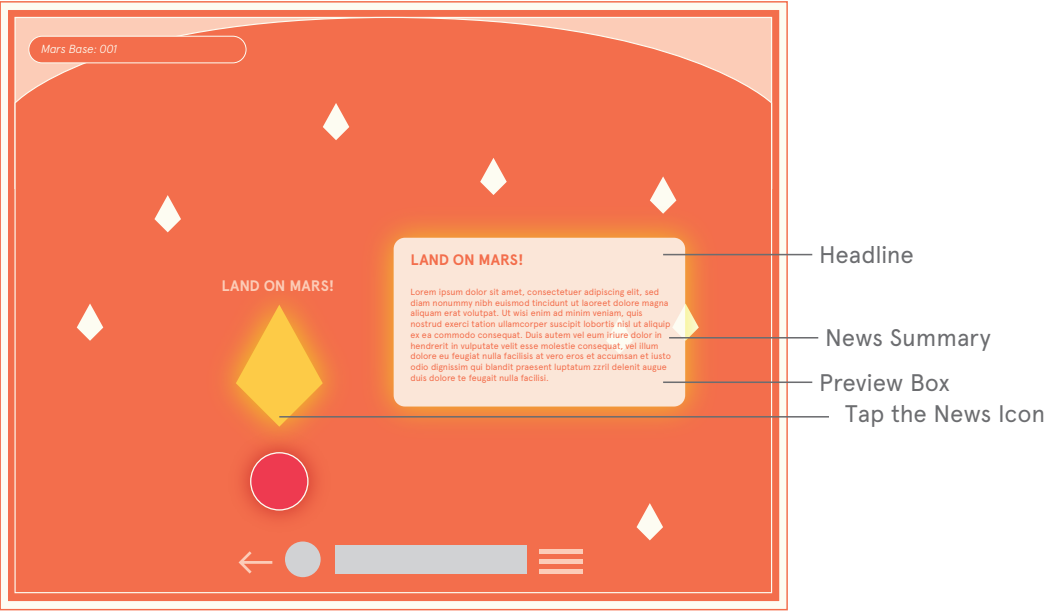 Mars Base: 001
LAND ON MARS!
LAND ON MARS!
Lorem ipsum dolor sit amet, consectetuer adipiscing elit, sed
diam nonummy nibh euismod tincidunt ut laoreet dolore magna
aliquam erat volutpat. Ut wisi enim ad minim veniam, quis
nostrud exerci tation ullamcorper suscipit lobortis nisl ut aliquip
ex ea commodo consequat. Duis autem vel eum iriure dolor in
hendrerit in vulputate velit esse molestie consequat, vel illum
dolore eu feugiat nulla facilisis at vero eros et accumsan et iusto
odio dignissim qui blandit praesent luptatum zzril delenit augue
duis dolore te feugait nulla facilisi.
Headline
News Summary
Preview Box
Tap the News Icon